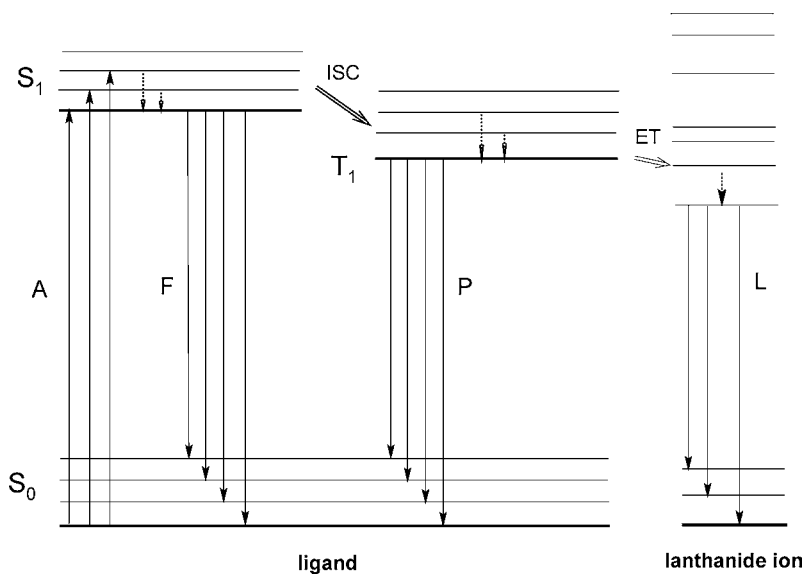 S1
ISC
T1
ET
A
F
P
L
S0
ligand
lanthanide ion